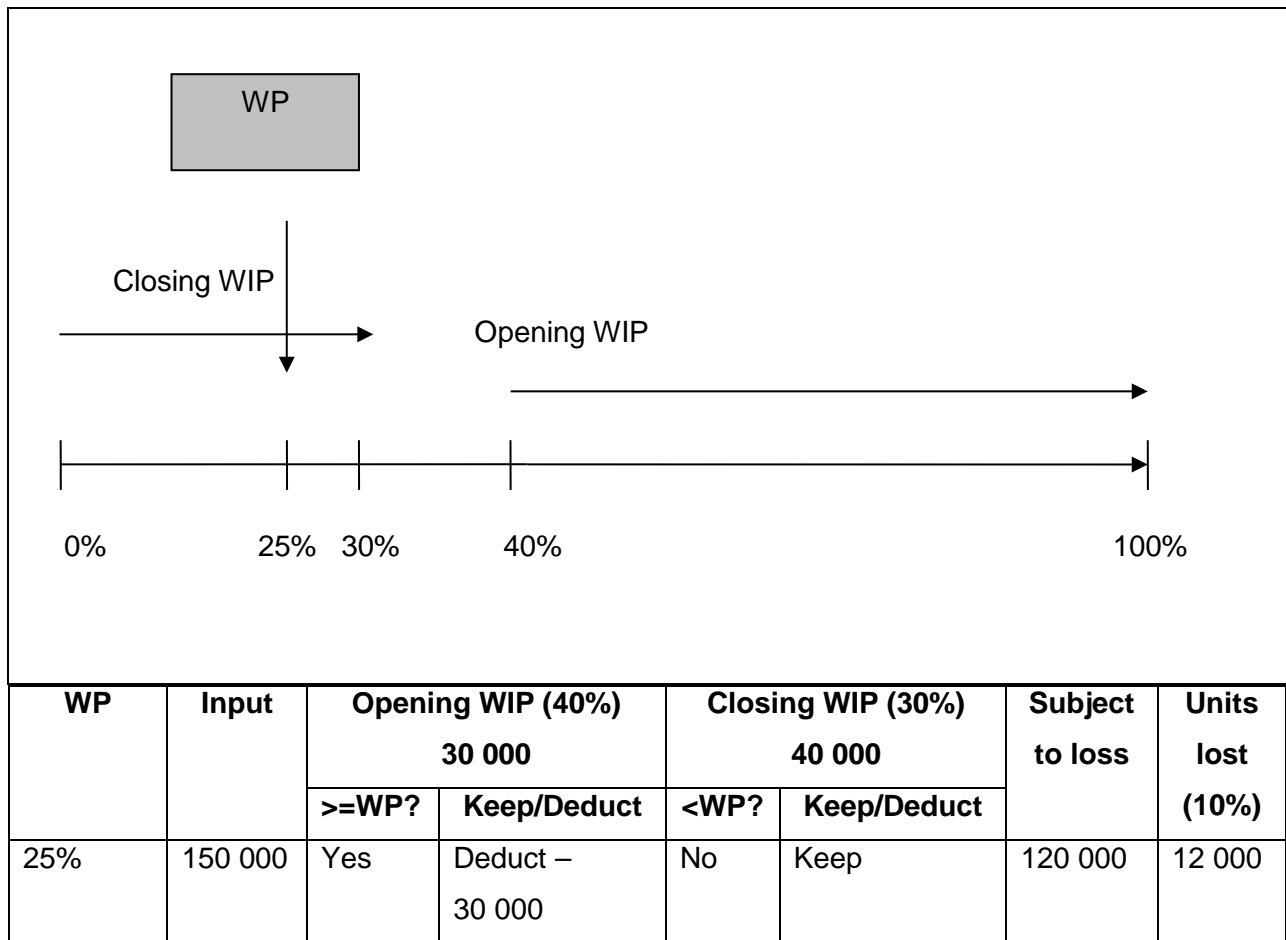 WP
Closing WIP
Opening WIP
0% 25% 30% 40% 100%
WP Input Opening WIP (40%) Closing WIP (30%) Subject Units
30 000 40 000 to loss lost
>=WP? Keep/Deduct <WP? Keep/Deduct (10%)
25% 150 000 Yes Deduct – No Keep 120 000 12 000
30 000